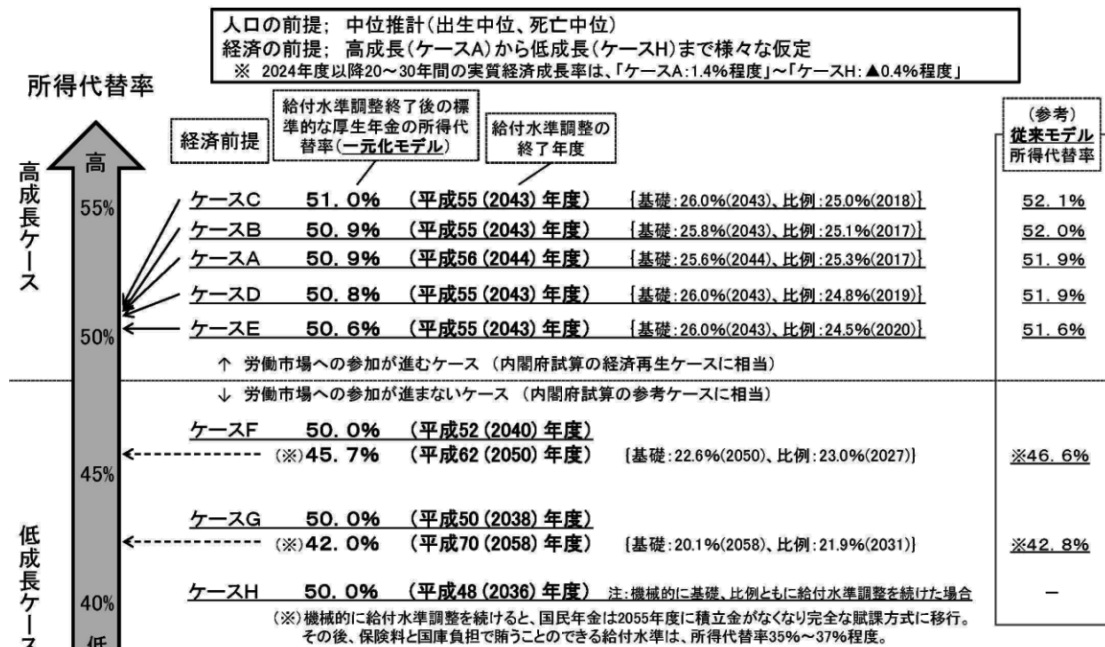 人口の前提； 中位推計（出生中位、死亡中位）
経済の前提； 高成長（ケースA）から低成長（ケースH）まで様々な仮定
※ 2024年度以降20～30年間の実質経済成長率は、「ケースA：1.4%程度」～「ケースH：▲0.4%程度」
所得代替率
経済前提
給付水準調整終了後の標
準的な厚生年金の所得代
替率（一元化モデル）
給付水準調整の
終了年度
（参考）
従来モデル
所得代替率
高
55%
50%
45%
40%
低
高成長ケース
低成長ケース
ケースC 51．0% （平成55（2043）年度） ｛基礎：26.0%(2043)、比例：25.0%(2018)｝ 52．1%
ケースB 50．9% （平成55（2043）年度） ｛基礎：25.8%(2043)、比例：25.1%(2017)｝ 52．0%
ケースA 50．9% （平成56（2044）年度） ｛基礎：25.6%(2044)、比例：25.3%(2017)｝ 51．9%
ケースD 50．8% （平成55（2043）年度） ｛基礎：26.0%(2043)、比例：24.8%(2019)｝ 51．9%
ケースE 50．6% （平成55（2043）年度） ｛基礎：26.0%(2043)、比例：24.5%(2020)｝ 51．6%
↑ 労働市場への参加が進むケース （内閣府試算の経済再生ケースに相当）
↓ 労働市場への参加が進まないケース （内閣府試算の参考ケースに相当）
ケースF 50．0% （平成52（2040）年度）
（※）45．7% （平成62（2050）年度） ｛基礎：22.6%(2050)、比例：23.0%(2027)｝ ※46．6%
ケースG 50．0% （平成50（2038）年度）
（※）42．0% （平成70（2058）年度） ｛基礎：20.1%(2058)、比例：21.9%(2031)｝ ※42．8%
ケースH 50．0% （平成48（2036）年度） 注：機械的に基礎、比例ともに給付水準調整を続けた場合 －
（※）機械的に給付水準調整を続けると、国民年金は2055年度に積立金がなくなり完全な賦課方式に移行。
その後、保険料と国庫負担で賄うことのできる給付水準は、所得代替率35%～37%程度。